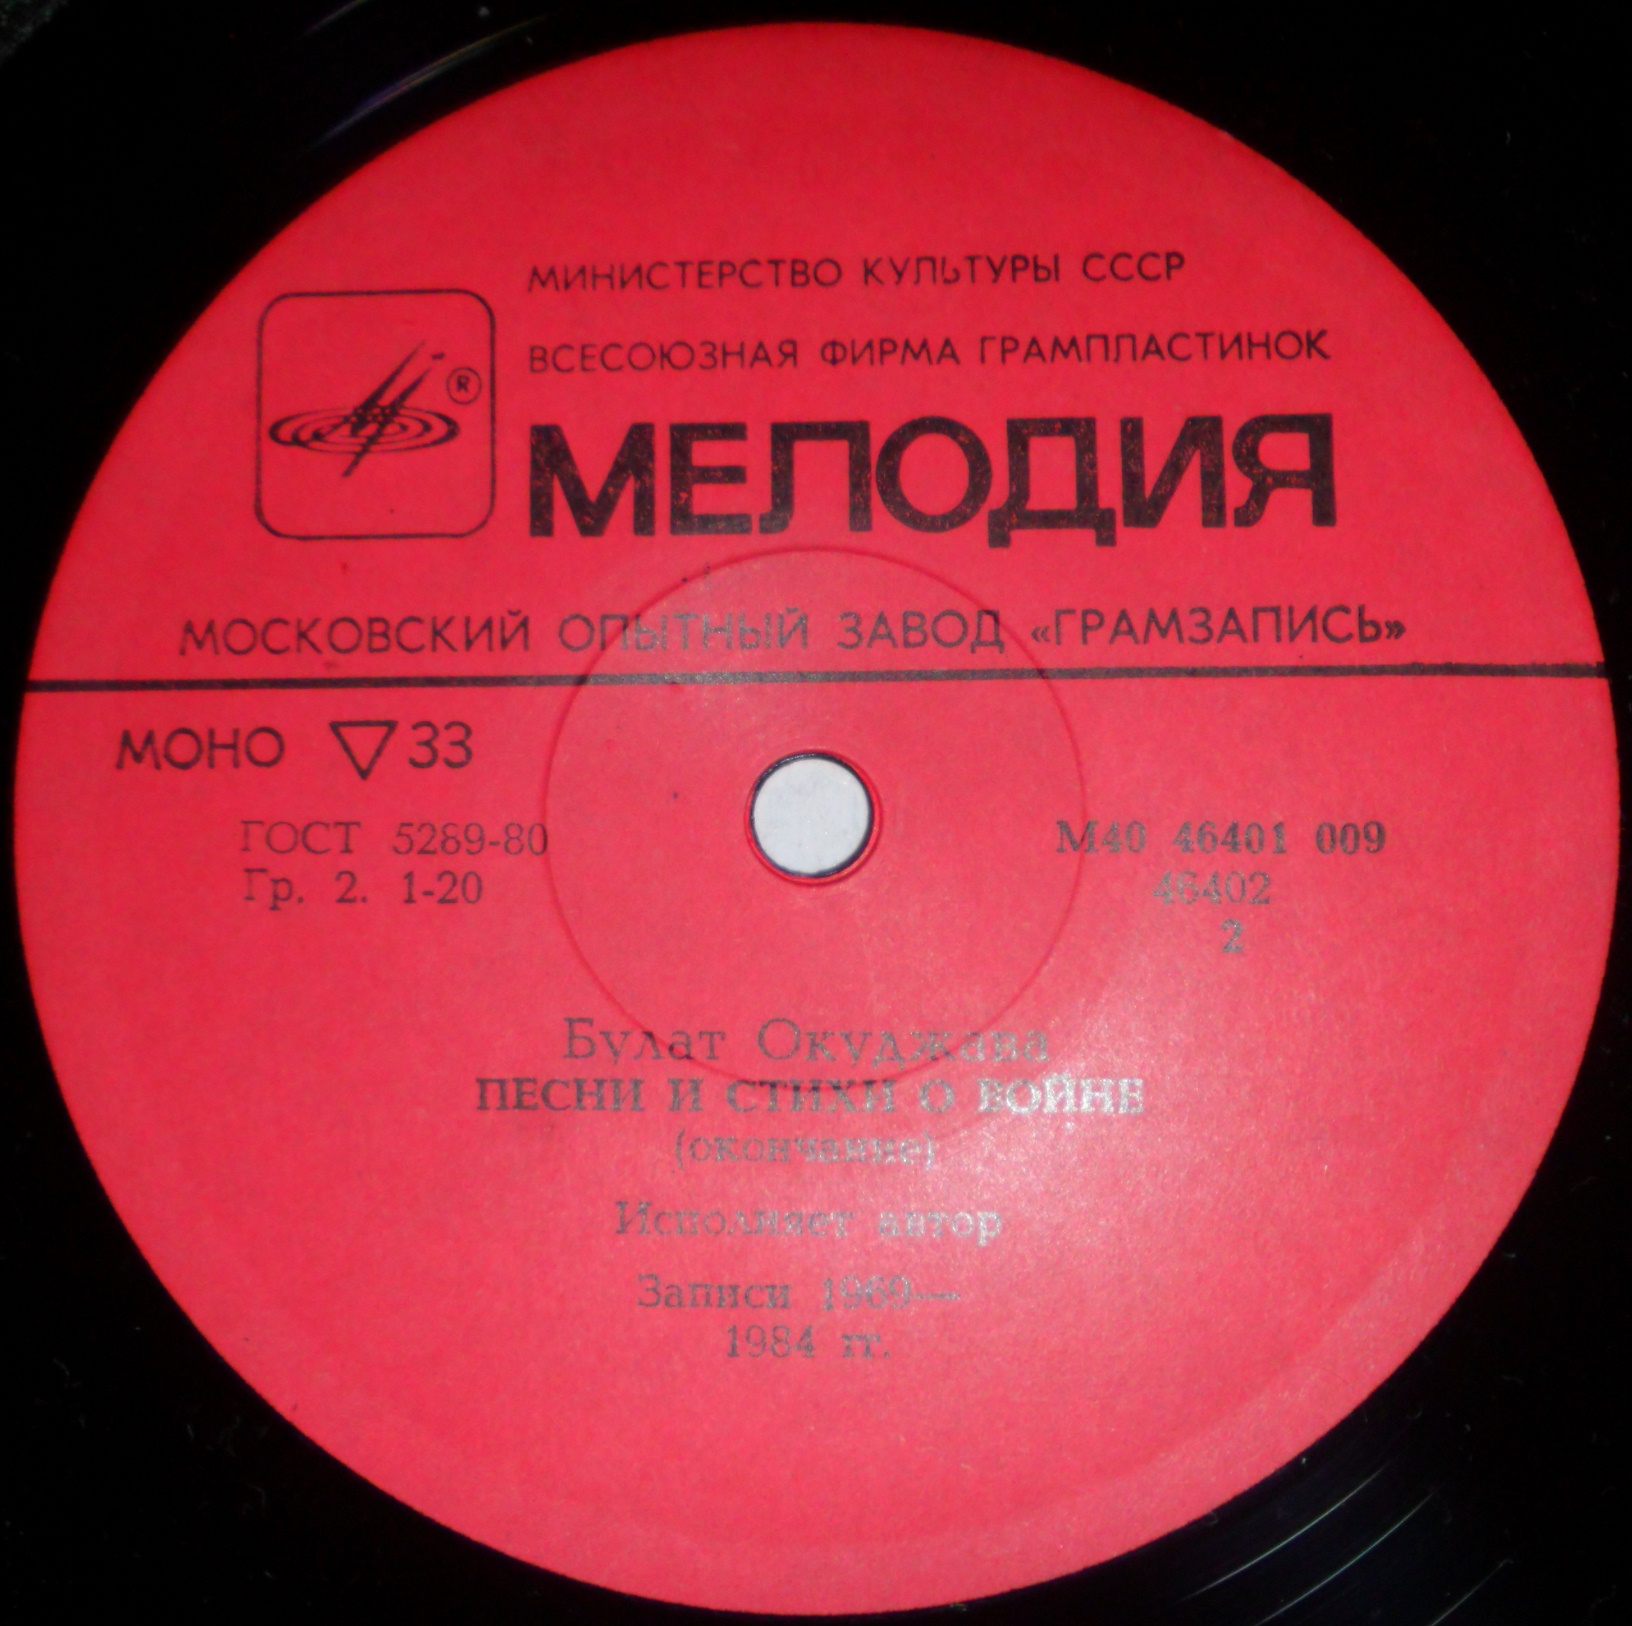 МИНИСТЕРСТВО КУЛЬТУРЫ СССР
ВСЕСОЮЗНАЯ ФИРМА ГРАМПЛАСТИНОК
®
МЕЛОДИЯ
МОСКОВСКИЙ ОПЫТНЫЙ ЗАВОД «ГРАМЗАПИСЬ»
МОНО ▽ 33
ГОСТ 5289-80
Гр. 2. 1-20
М40 46401 009
46402
2
Булат Окуджава
ПЕСНИ И СТИХИ О ВОЙНЕ
(окончание)
Исполняет автор
Записи 1969—
1984 гг.